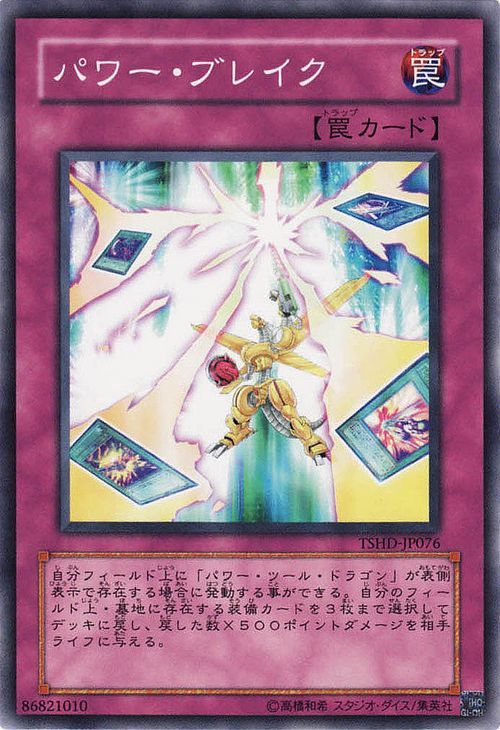 パワー・ブレイク
トラップ
罠
トラップ
【罠カード】
TSHD-JP076
自分フィールド上に「パワー・ツール・ドラゴン」が表側
表示で存在する場合に発動する事ができる。自分のフィー
ルド上・墓地に存在する装備カードを3枚まで選択して
デッキに戻し、戻した数×500ポイントダメージを相手
ライフに与える。
86821010
©高橋和希 スタジオ・ダイス/集英社